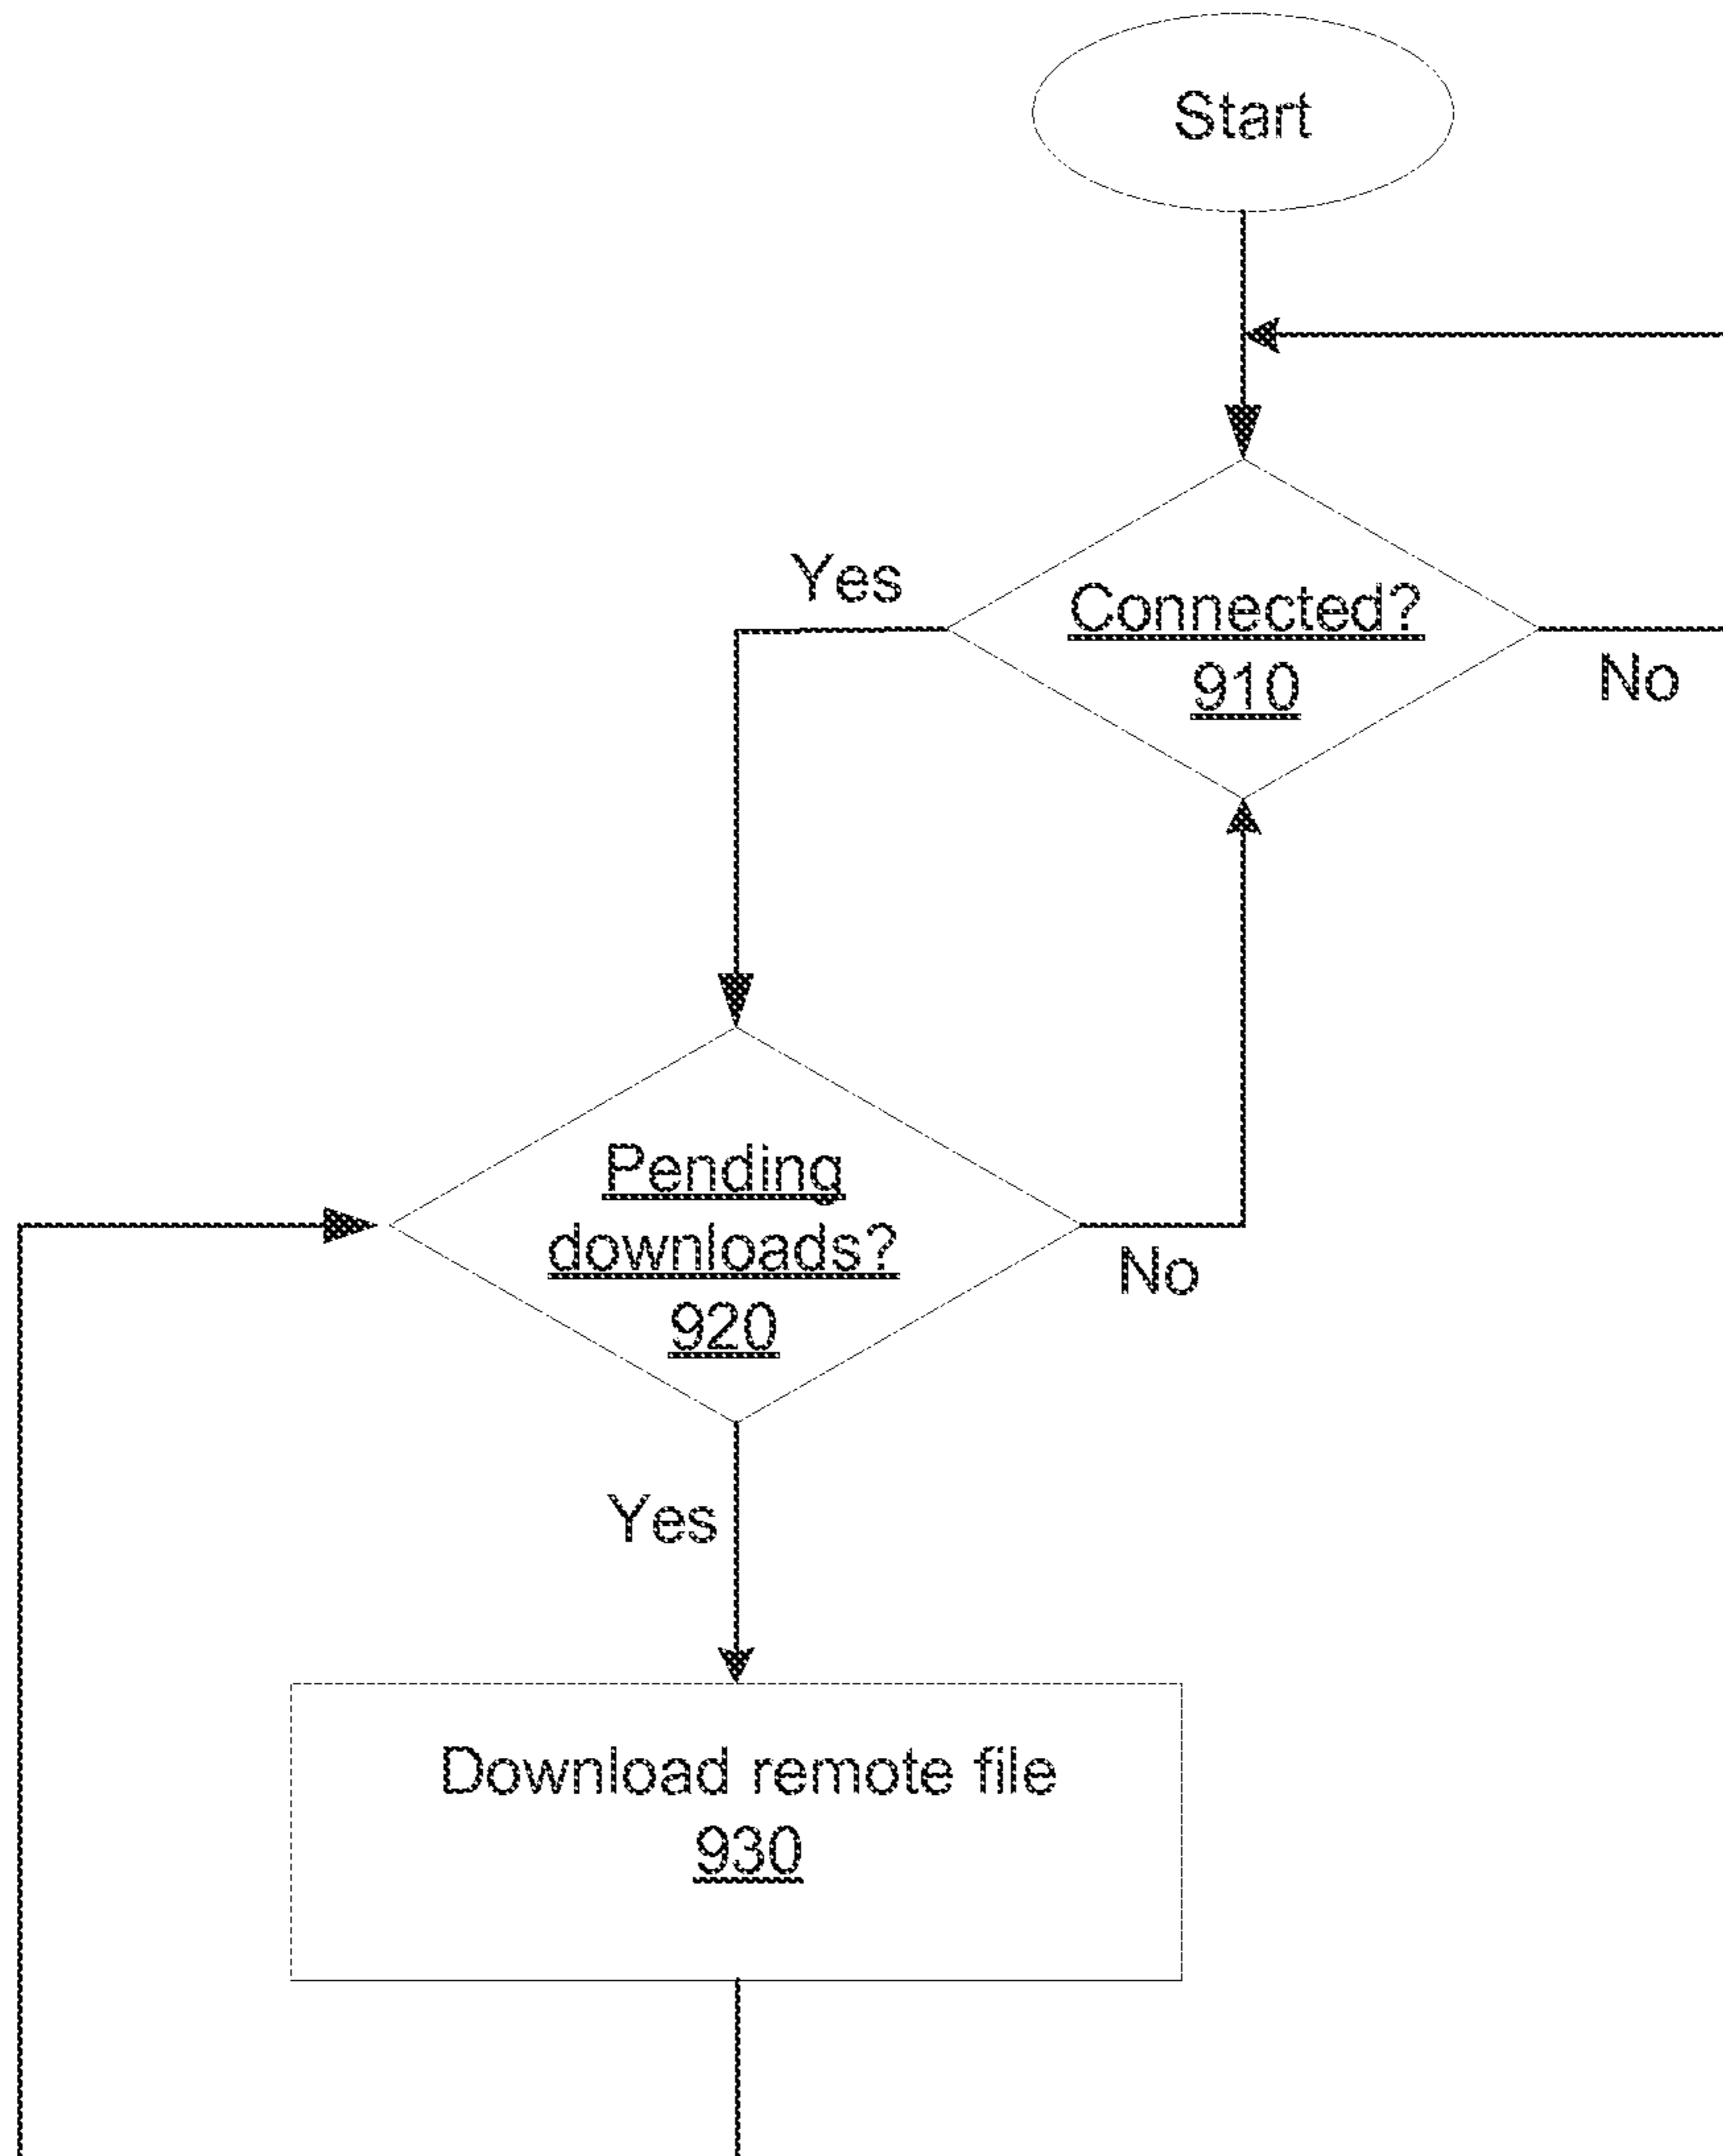 Start
Yes
Connected?
910
No
Pending
downloads?
920
No
Yes
Download remote file
930